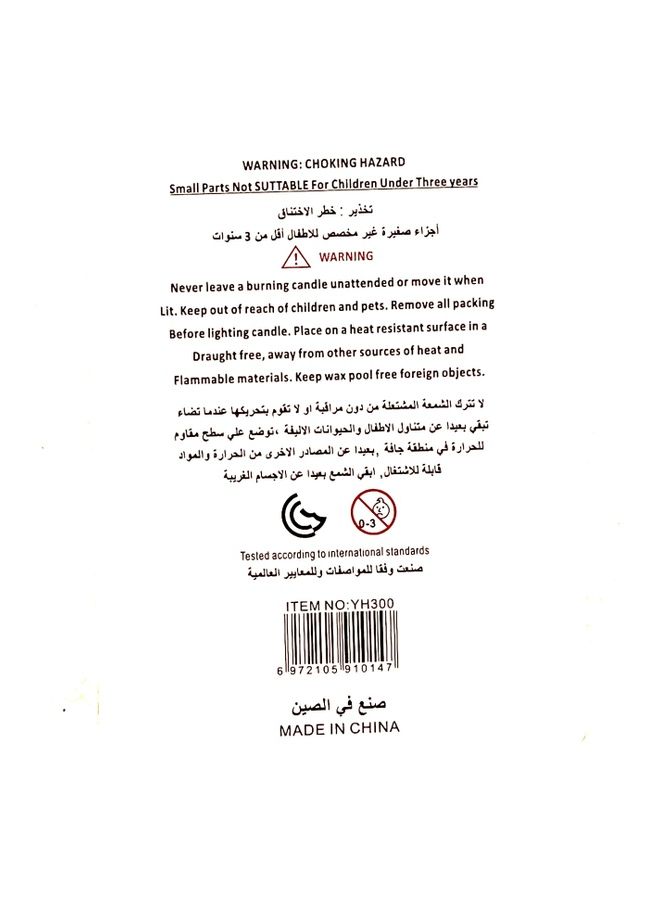 WARNING: CHOKING HAZARD
Small Parts Not SUTTABLE For Children Under Three years
تخذير : خطر الاختناق
أجزاء صغيرة غير مخصص للاطفال أقل من 3 سنوات
WARNING
Never leave a burning candle unattended or move it when
Lit. Keep out of reach of children and pets. Remove all packing
Before lighting candle. Place on a heat resistant surface in a
Draught free, away from other sources of heat and
Flammable materials. Keep wax pool free foreign objects.
لا تترك الشمعة المشتعلة من دون مراقبة او لا تقوم بتحريكها عندما تضاء
تبقي بعيدا عن متناول الاطفال والحيوانات الاليفة ،توضع علي سطح مقاوم
للحرارة في منطقة جافة ,بعيدا عن المصادر الاخرى من الحرارة والمواد
قابلة للاشتغال, ابقي الشمع بعيدا عن الاجسام الغريبة
0-3
Tested according to international standards
صنعت وفقا للمواصفات وللمعايير العالمية
ITEM NO:YH300
6 972105 910147
صنع في الصين
MADE IN CHINA